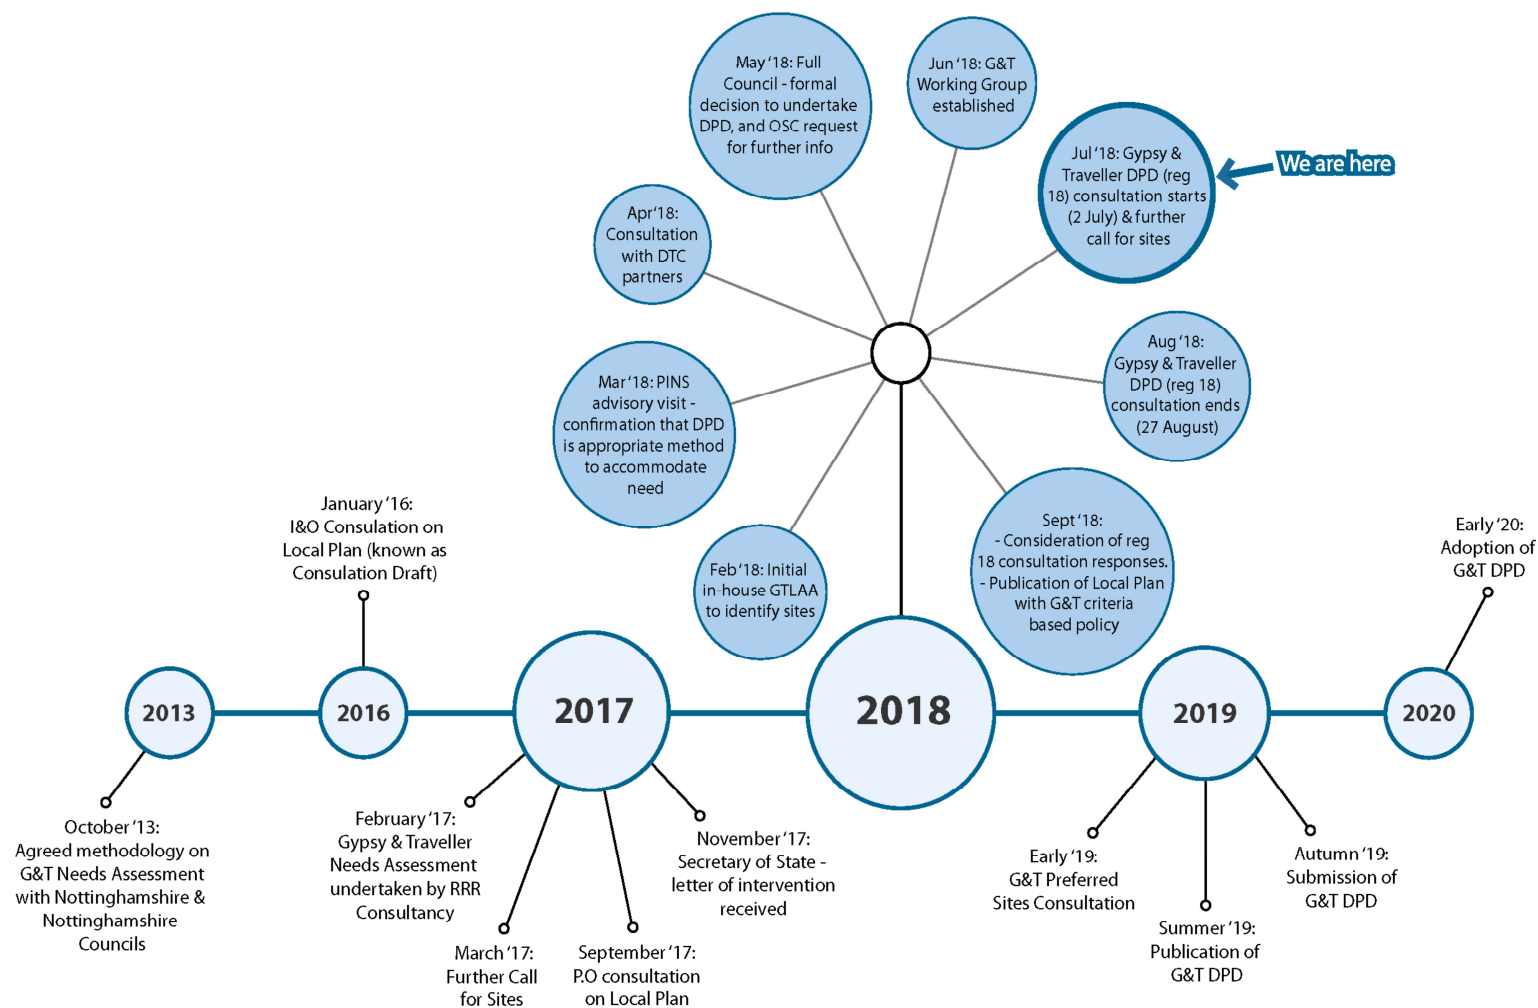 May ‘18: Full
Council - formal
decision to undertake
DPD, and OSC request
for further info
Jun ‘18: G&T
Working Group
established
Jul ‘18: Gypsy &
Traveller DPD (reg
18) consultation starts
(2 July) & further
call for sites
We are here
Apr‘18:
Consultation
with DTC
partners
Mar ‘18: PINS
advisory visit -
confirmation that DPD
is appropriate method
to accommodate
need
Aug ‘18:
Gypsy & Traveller
DPD (reg 18)
consultation ends
(27 August)
Feb ‘18: Initial
in-house GTLAA
to identify sites
Sept ‘18:
- Consideration of reg
18 consultation responses.
- Publication of Local Plan
with G&T criteria
based policy
January ‘16:
I&O Consulation on
Local Plan (known as
Consulation Draft)
Early ‘20:
Adoption of
G&T DPD
2013
2016
2017
2018
2019
2020
October ‘13:
Agreed methodology on
G&T Needs Assessment
with Nottinghamshire &
Nottinghamshire
Councils
February ‘17:
Gypsy & Traveller
Needs Assessment
undertaken by RRR
Consultancy
March ‘17:
Further Call
for Sites
September ‘17:
P.O consultation
on Local Plan
November ‘17:
Secretary of State -
letter of intervention
received
Early ‘19:
G&T Preferred
Sites Consultation
Summer ‘19:
Publication of
G&T DPD
Autumn ‘19:
Submission of
G&T DPD